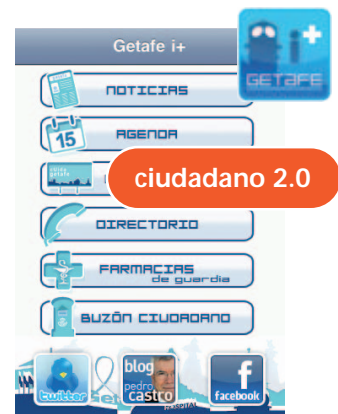 Getafe i+
i+
GETAFE
NOTICIAS
15
AGENDA
ciudadano 2.0
DIRECTORIO
FARMACIAS
de guardia
BUZÓN CIUDADANO
twitter
blog
pedro
castro
facebook
HOSPITAL